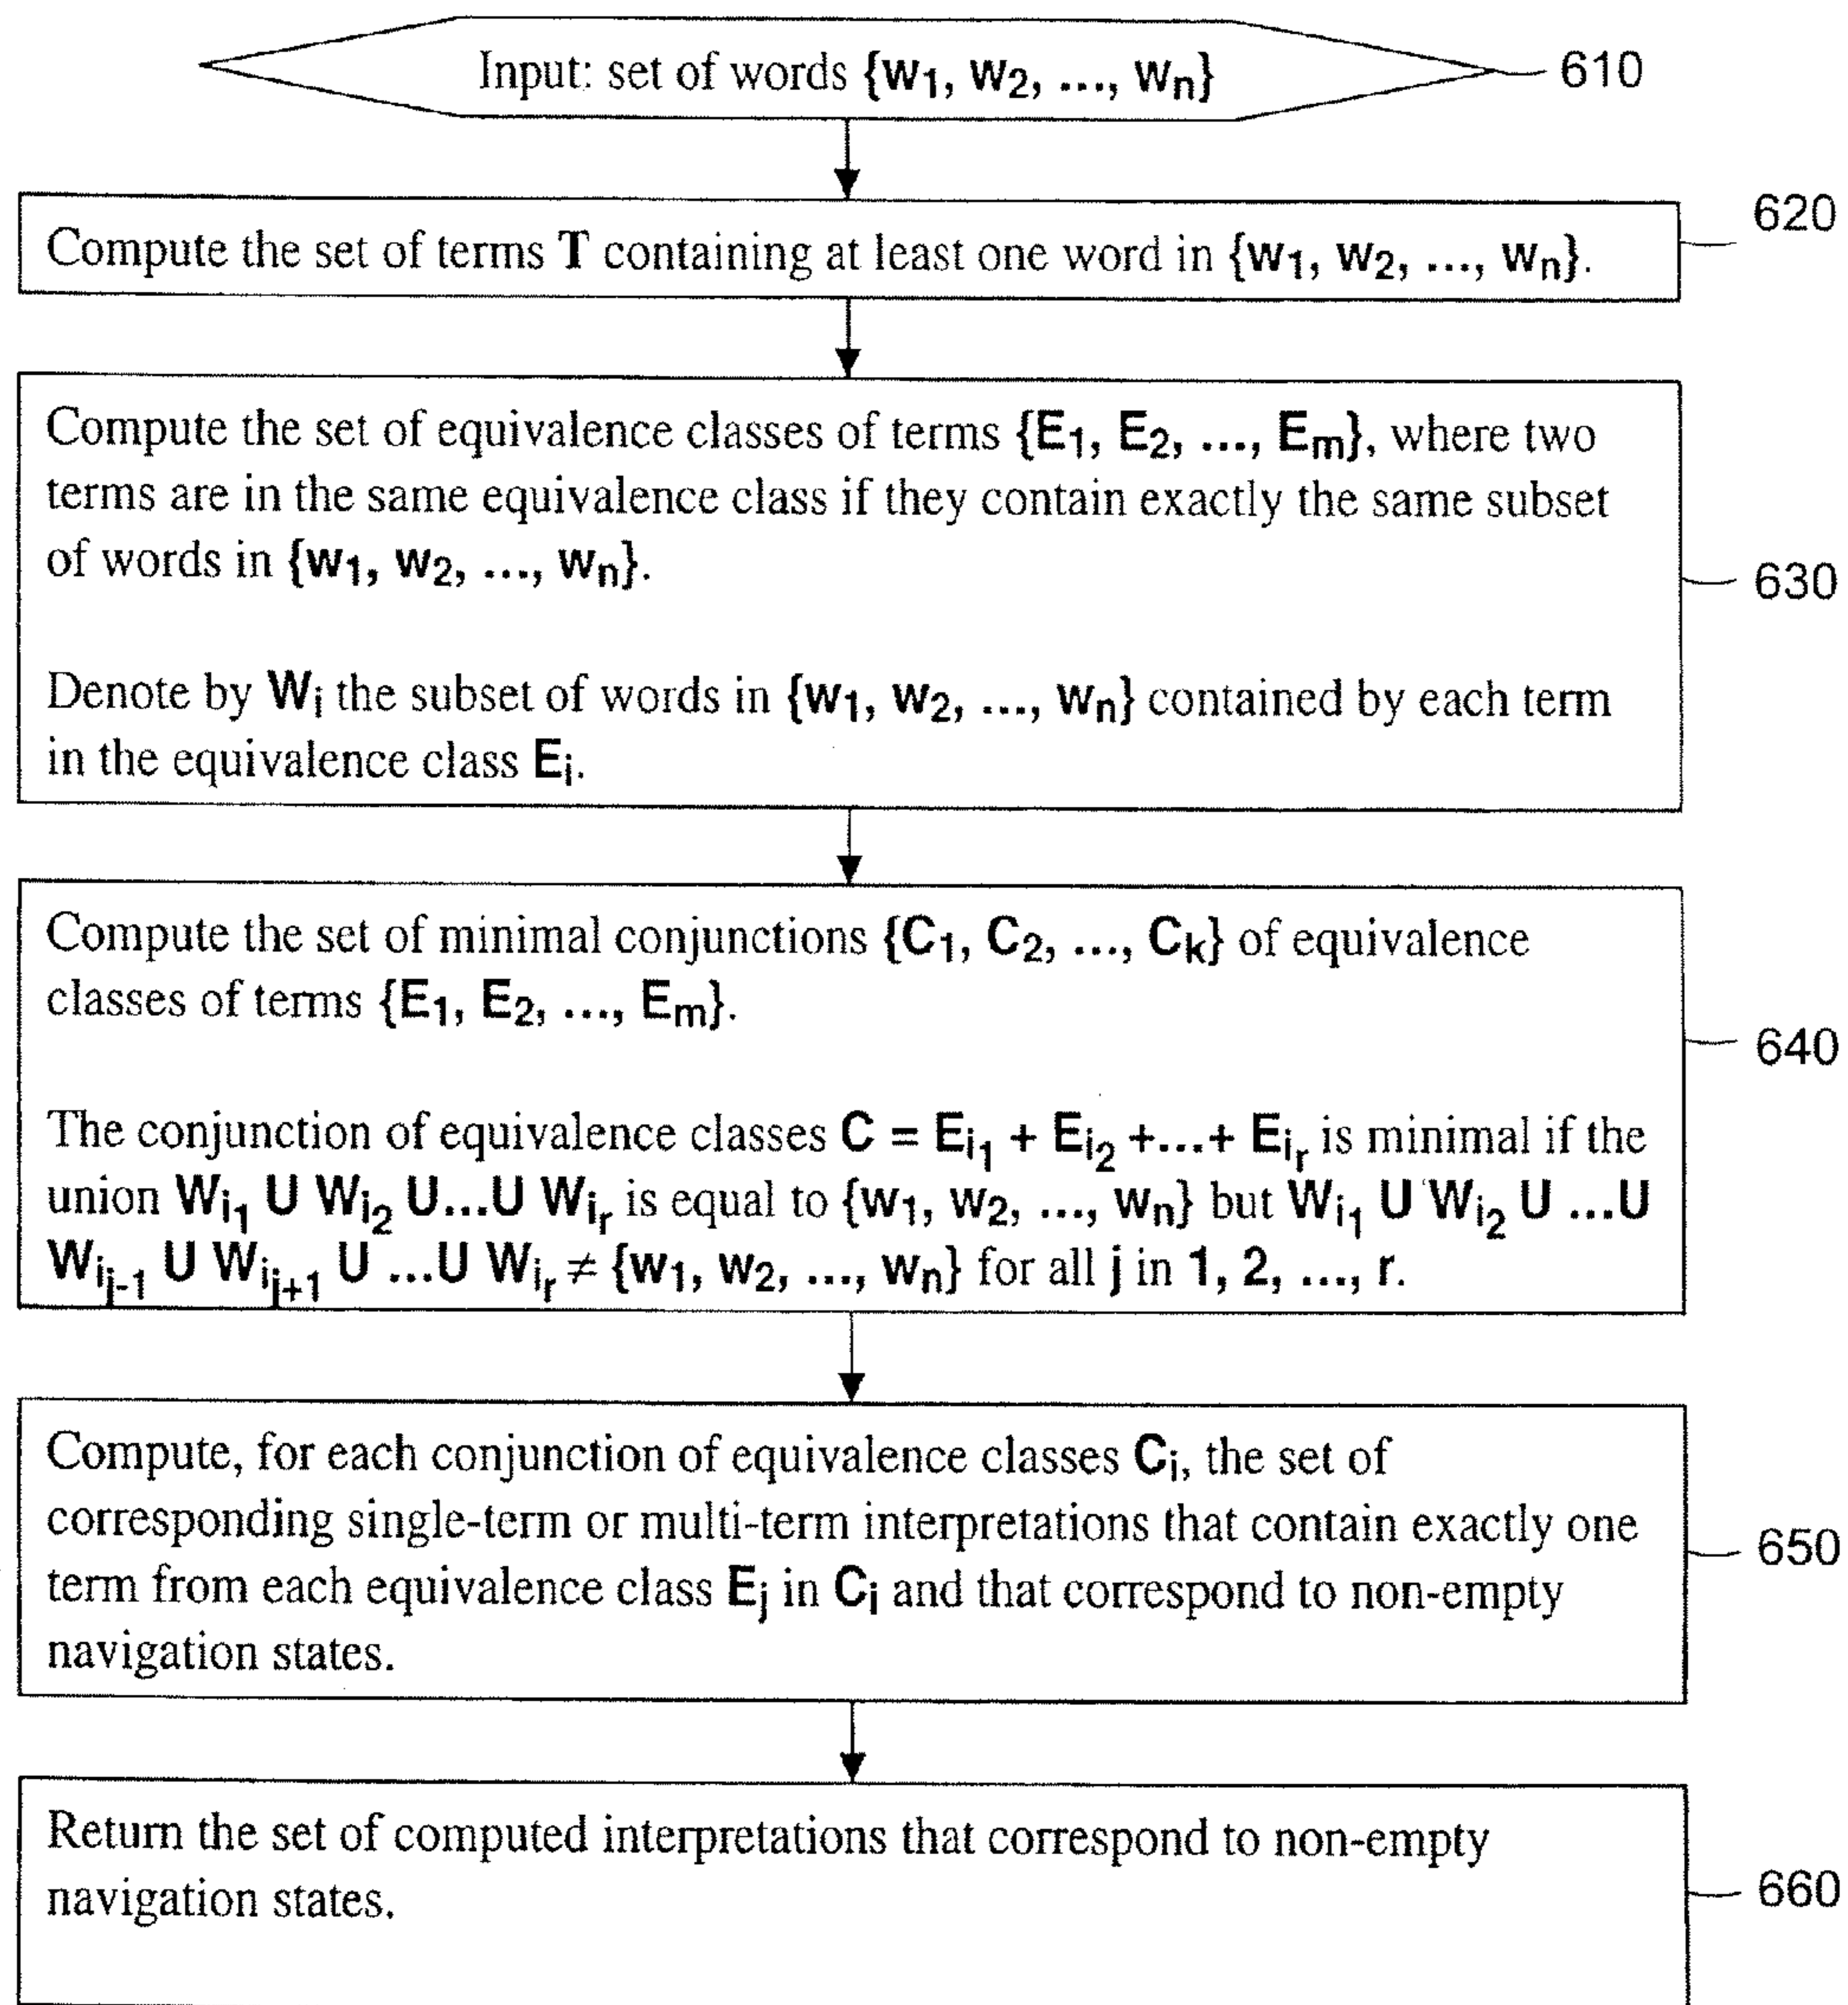 Input: set of words {w1, w2, ..., wn}
610
620
Compute the set of terms T containing at least one word in {w1, w2, ..., wn}.
Compute the set of equivalence classes of terms {E1, E2, ..., Em}, where two
terms are in the same equivalence class if they contain exactly the same subset
of words in {w1, w2, ..., wn}.
630
Denote by Wi the subset of words in {w1, w2, ..., wn} contained by each term
in the equivalence class Ei.
Compute the set of minimal conjunctions {C1, C2, ..., Ck} of equivalence
classes of terms {E1, E2, ..., Em}.
640
The conjunction of equivalence classes C = Ei1 + Ei2 +...+ Eir is minimal if the
union Wi1 U Wi2 U...U Wir is equal to {w1, w2, ..., wn} but Wi1 U Wi2 U ...U
Wij-1 U Wij+1 U ...U Wir ≠ {w1, w2, ..., wn} for all j in 1, 2, ..., r.
Compute, for each conjunction of equivalence classes Ci, the set of
corresponding single-term or multi-term interpretations that contain exactly one
650
term from each equivalence class Ej in Ci and that correspond to non-empty
navigation states.
Return the set of computed interpretations that correspond to non-empty
navigation states.
660